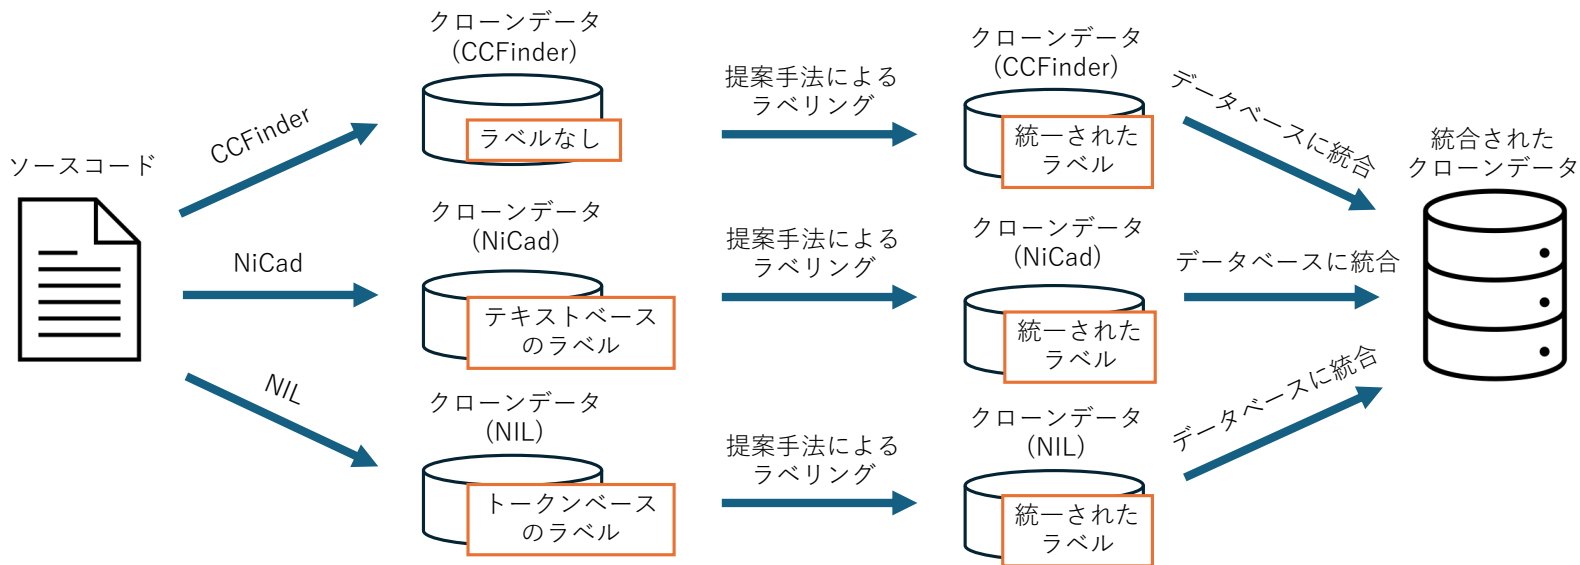 ソースコード
CCFinder
NiCad
NIL
クローンデータ
(CCFinder)
ラベルなし
クローンデータ
(NiCad)
テキストベース
のラベル
クローンデータ
(NIL)
トークンベース
のラベル
提案手法による
ラベリング
提案手法による
ラベリング
提案手法による
ラベリング
クローンデータ
(CCFinder)
統一された
ラベル
クローンデータ
(NiCad)
統一された
ラベル
クローンデータ
(NIL)
統一された
ラベル
データベースに統合
データベースに統合
データベースに統合
統合された
クローンデータ